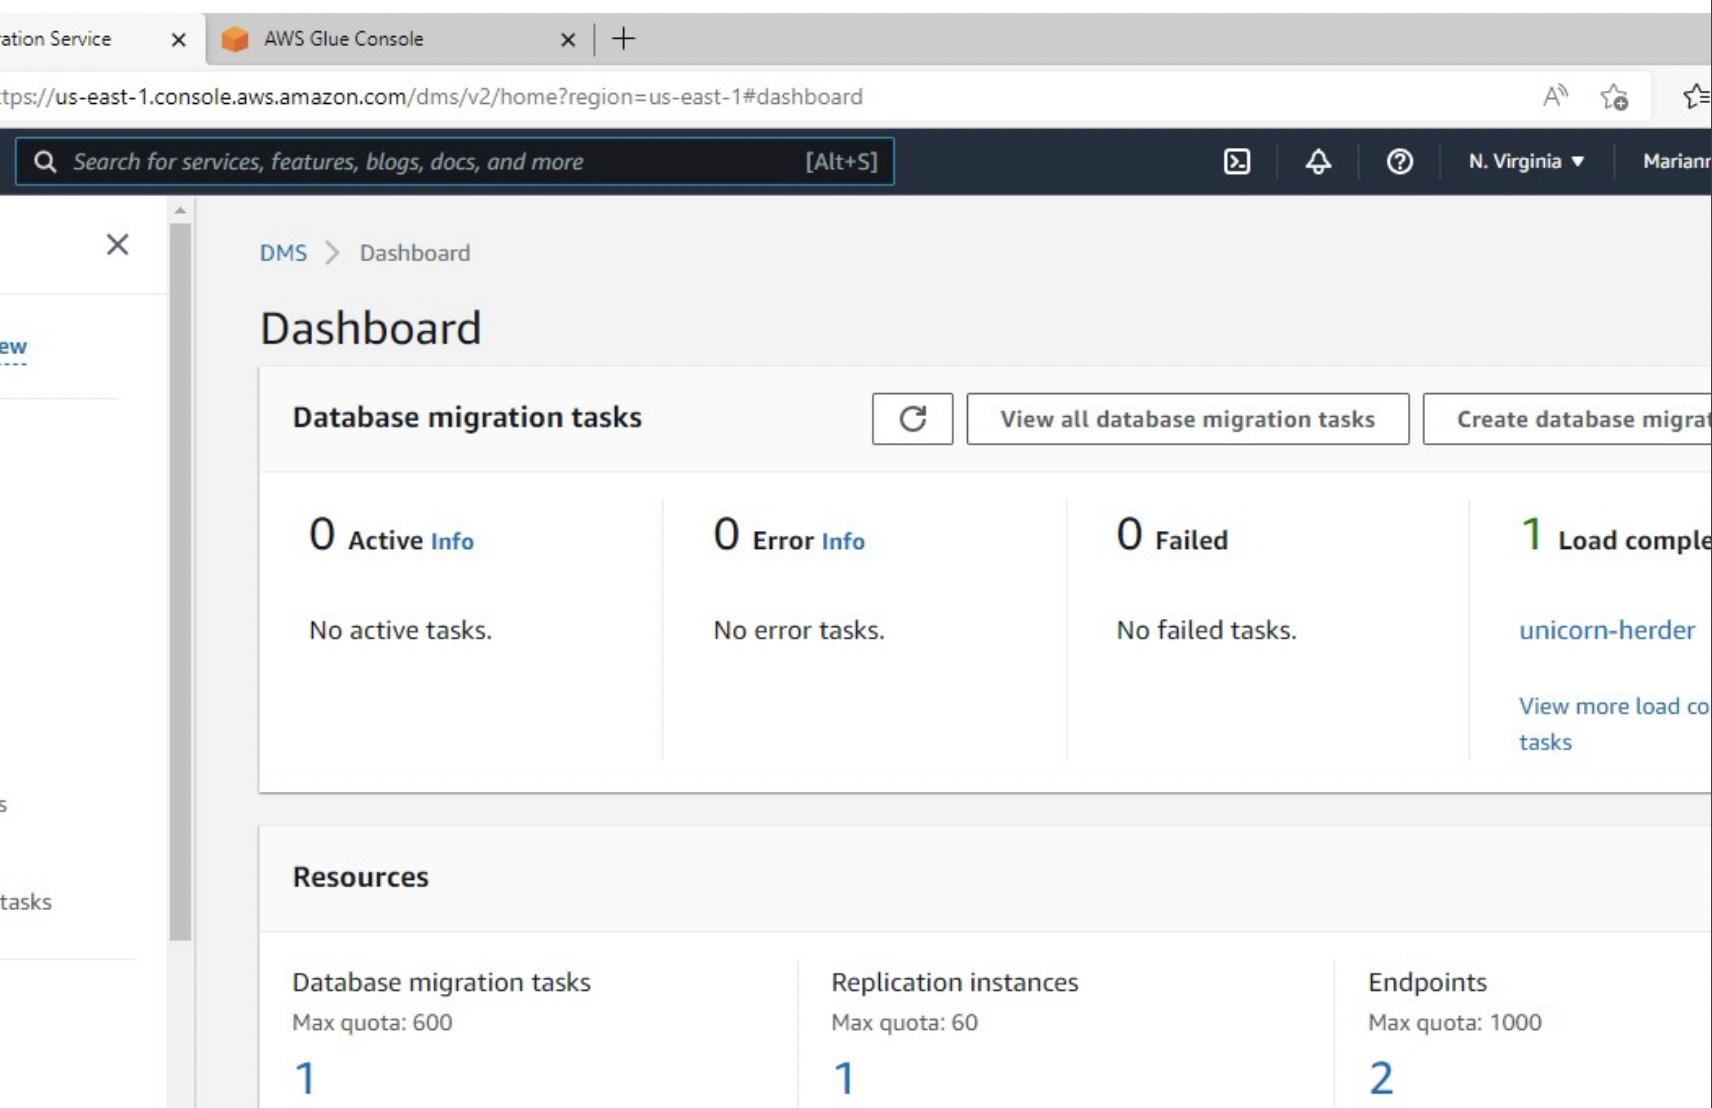 ation Service
AWS Glue Console
tps://us-east-1.console.aws.amazon.com/dms/v2/home?region=us-east-1#dashboard
Search for services, features, blogs, docs, and more [Alt+S]
N. Virginia
Mariann
DMS > Dashboard
ew
Dashboard
Database migration tasks
View all database migration tasks
Create database migrat
0 Active Info
0 Error Info
0 Failed
1 Load comple
No active tasks.
No error tasks.
No failed tasks.
unicorn-herder
View more load co
tasks
s
Resources
tasks
Database migration tasks
Max quota: 600
1
Replication instances
Max quota: 60
1
Endpoints
Max quota: 1000
2